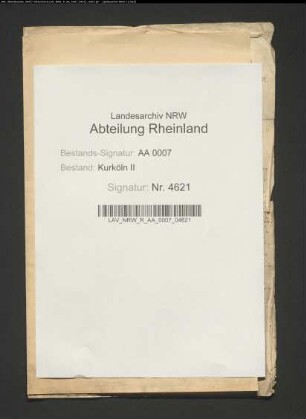 Landesarchiv NRW
Abteilung Rheinland
Bestands-Signatur: AA 0007
Bestand: Kurköln II
Signatur: Nr. 4621
LAV_NRW_R_AA_0007_04621